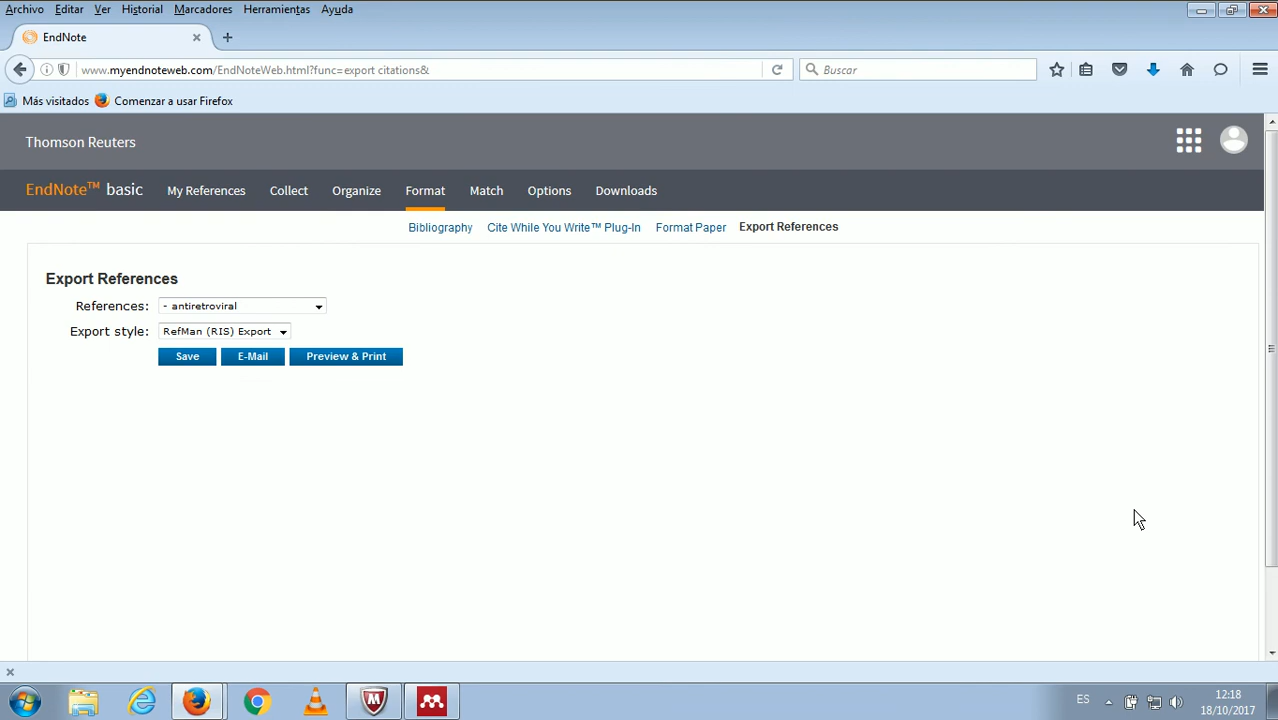 Archivo Editar Ver Historial Marcadores Herramientas Ayuda
EndNote
www.myendnoteweb.com/EndNoteWeb.html?func=export citations&
Buscar
Más visitados Comenzar a usar Firefox
Thomson Reuters
EndNote™ basic My References Collect Organize Format Match Options Downloads
Bibliography Cite While You Write™ Plug-In Format Paper Export References
Export References
References: - antiretroviral
Export style: RefMan (RIS) Export
Save E-Mail Preview & Print
ES 12:18
18/10/2017